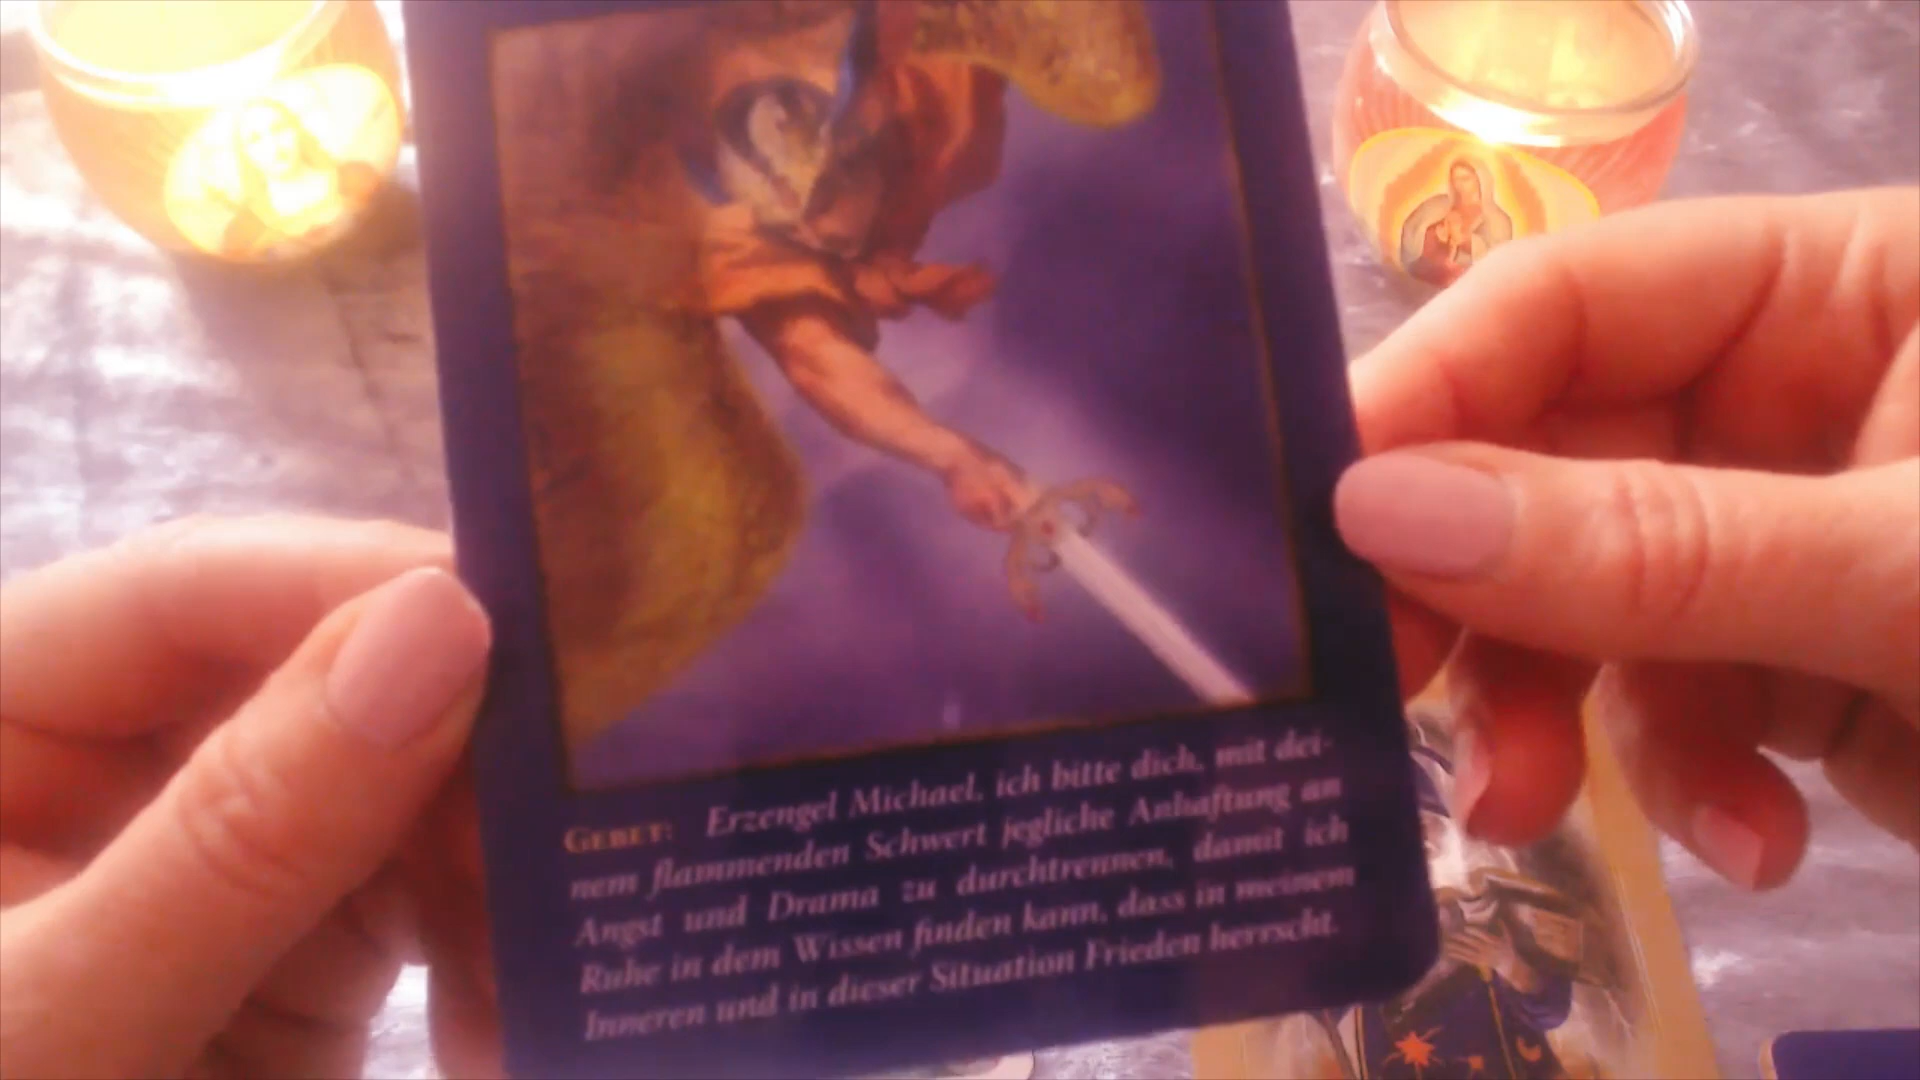 GEBET: Erzengel Michael, ich bitte dich, mit dei-
nem flammenden Schwert jegliche Anhaftung an
Angst und Drama zu durchtrennen, damit ich
Ruhe in dem Wissen finden kann, dass in meinem
Inneren und in dieser Situation Frieden herrscht.